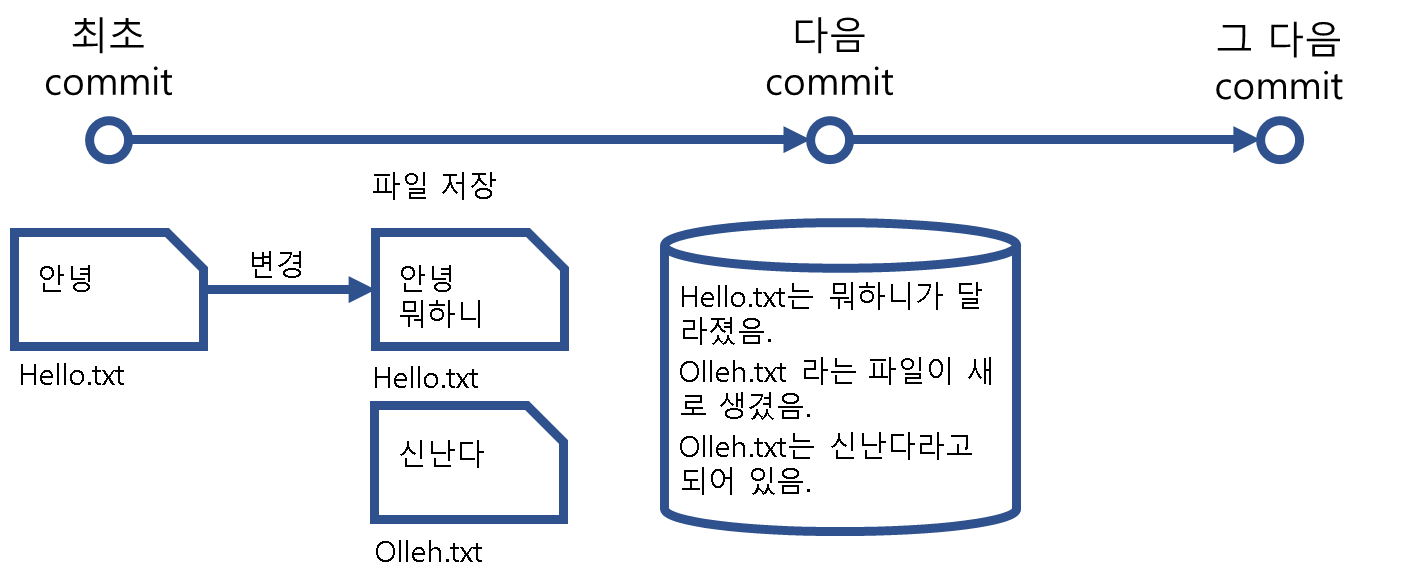 최초
commit
다음
commit
그 다음
commit
파일 저장
안녕
변경
안녕
뭐하니
Hello.txt
Hello.txt
신난다
Olleh.txt
Hello.txt는 뭐하니가 달
라졌음.
Olleh.txt 라는 파일이 새
로 생겼음.
Olleh.txt는 신난다라고
되어 있음.